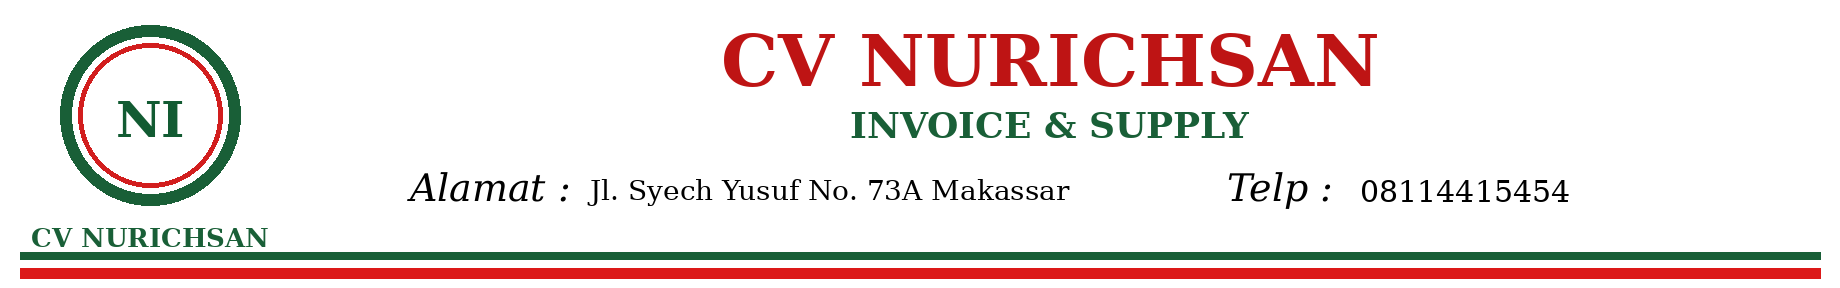 NI
CV NURICHSAN
CV NURICHSAN
INVOICE & SUPPLY
Alamat : Jl. Syech Yusuf No. 73A Makassar
Telp : 08114415454